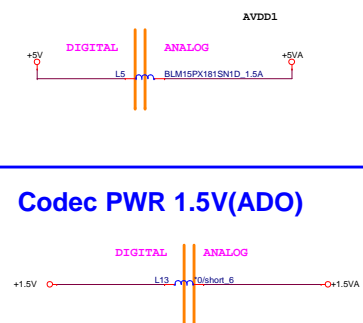 AVDD1
DIGITAL ANALOG
+5V +5VA
L5 BLM15PX181SN1D_1.5A
Codec PWR 1.5V(ADO)
DIGITAL ANALOG
+1.5V L13 *0/short_6 +1.5VA